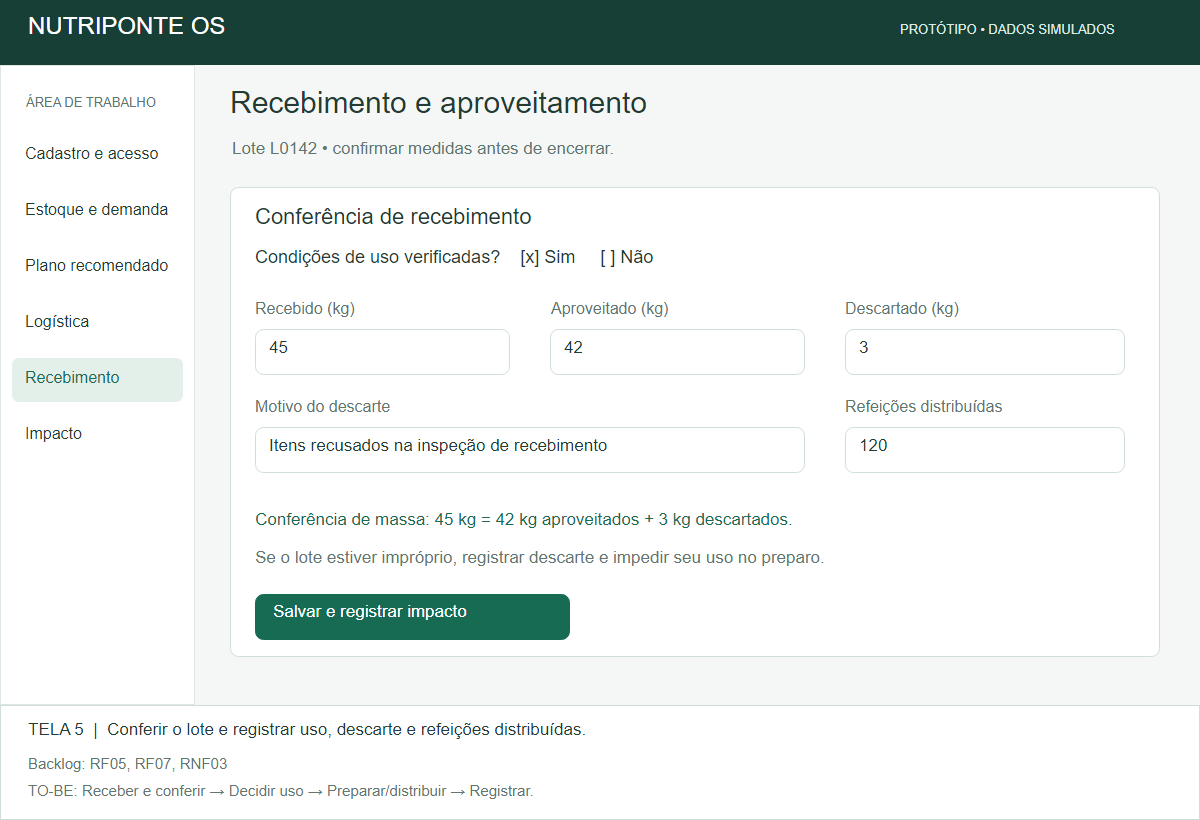 NUTRIPONTE OS
PROTÓTIPO • DADOS SIMULADOS
ÁREA DE TRABALHO
Cadastro e acesso
Estoque e demanda
Plano recomendado
Logística
Recebimento
Impacto
Recebimento e aproveitamento
Lote L0142 • confirmar medidas antes de encerrar.
Conferência de recebimento
Condições de uso verificadas? [x] Sim [ ] Não
Recebido (kg) Aproveitado (kg) Descartado (kg)
45 42 3
Motivo do descarte Refeições distribuídas
Itens recusados na inspeção de recebimento 120
Conferência de massa: 45 kg = 42 kg aproveitados + 3 kg descartados.
Se o lote estiver impróprio, registrar descarte e impedir seu uso no preparo.
Salvar e registrar impacto
TELA 5 | Conferir o lote e registrar uso, descarte e refeições distribuídas.
Backlog: RF05, RF07, RNF03
TO-BE: Receber e conferir → Decidir uso → Preparar/distribuir → Registrar.